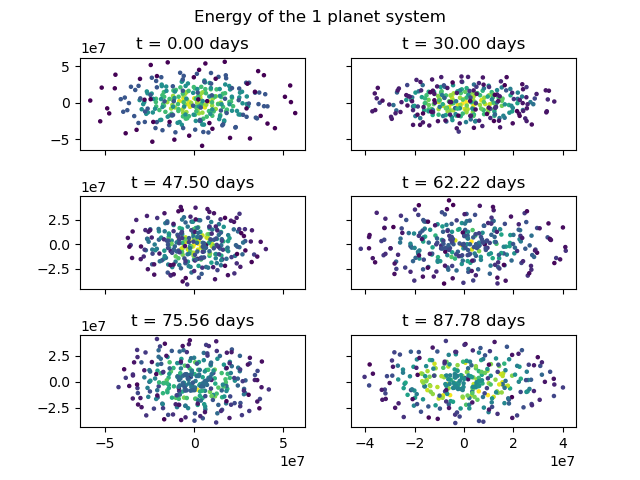 Energy of the 1 planet system
t = 0.00 days
t = 30.00 days
1e7
5
0
−5
t = 47.50 days
t = 62.22 days
1e7
2.5
0.0
−2.5
t = 75.56 days
t = 87.78 days
1e7
2.5
0.0
−2.5
−5 0 5
1e7
−4 −2 0 2 4
1e7